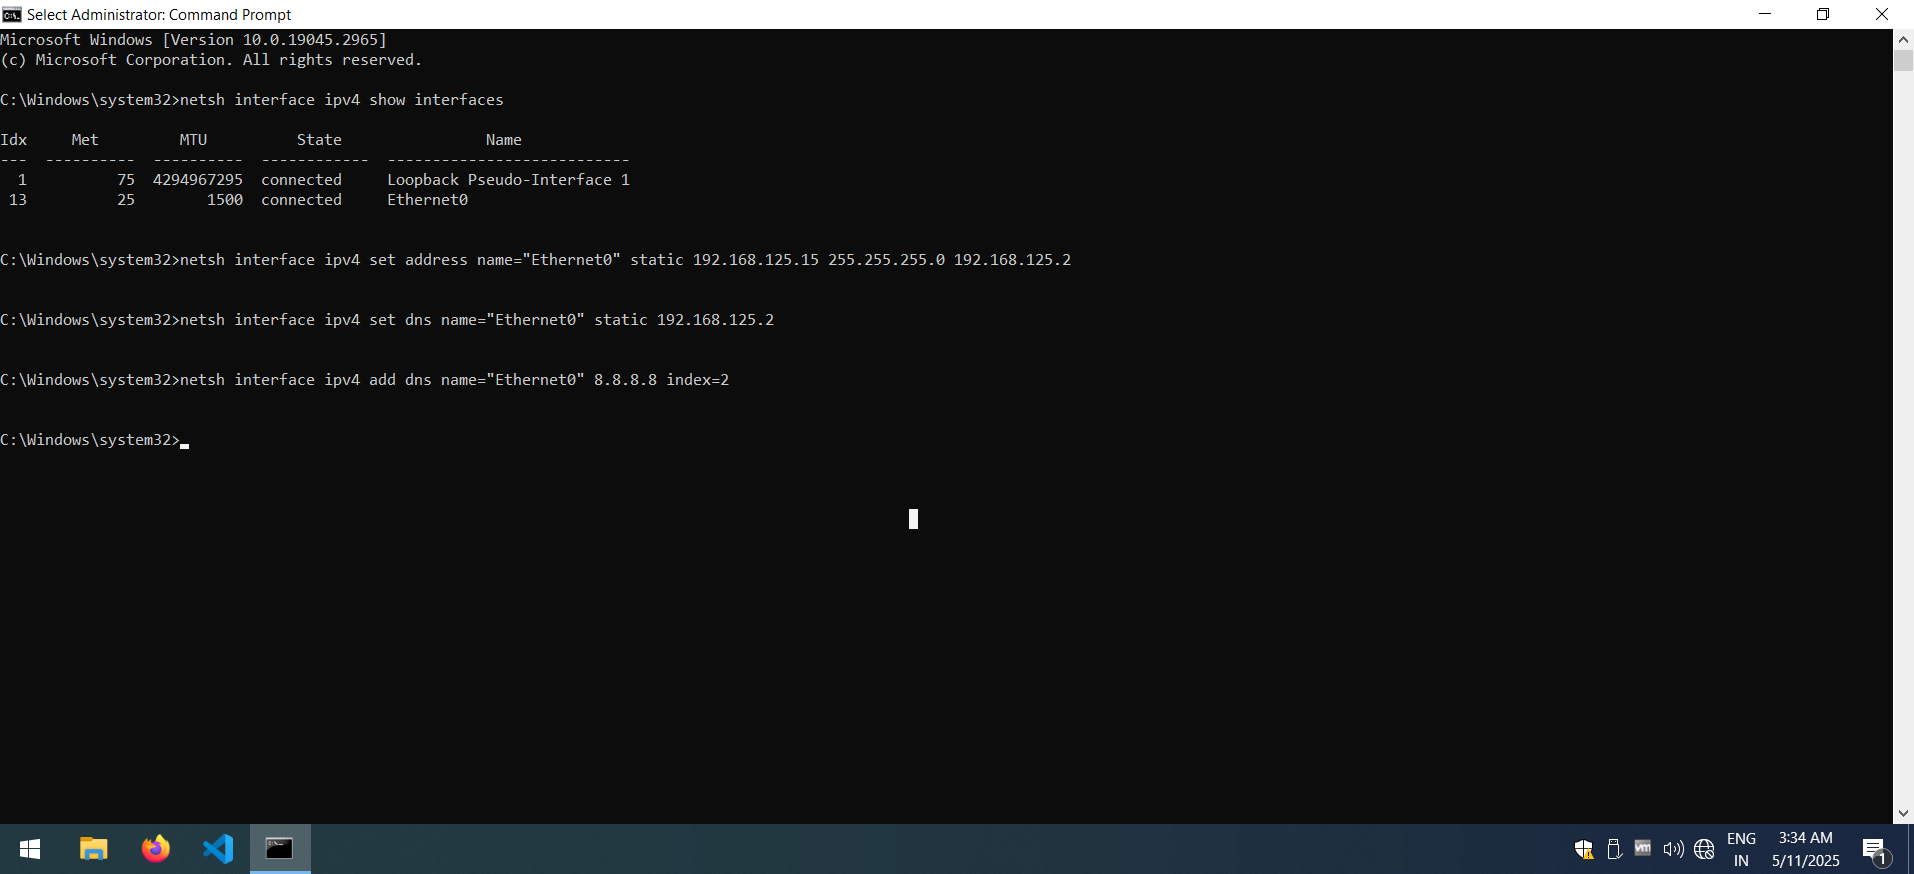 Select Administrator: Command Prompt
Microsoft Windows [Version 10.0.19045.2965]
(c) Microsoft Corporation. All rights reserved.
C:\Windows\system32>netsh interface ipv4 show interfaces
Idx     Met         MTU          State                Name
---  ----------  ----------  ------------  ---------------------------
  1          75  4294967295  connected     Loopback Pseudo-Interface 1
 13          25        1500  connected     Ethernet0
C:\Windows\system32>netsh interface ipv4 set address name="Ethernet0" static 192.168.125.15 255.255.255.0 192.168.125.2
C:\Windows\system32>netsh interface ipv4 set dns name="Ethernet0" static 192.168.125.2
C:\Windows\system32>netsh interface ipv4 add dns name="Ethernet0" 8.8.8.8 index=2
C:\Windows\system32>
vm
ENG
IN
3:34 AM
5/11/2025
1